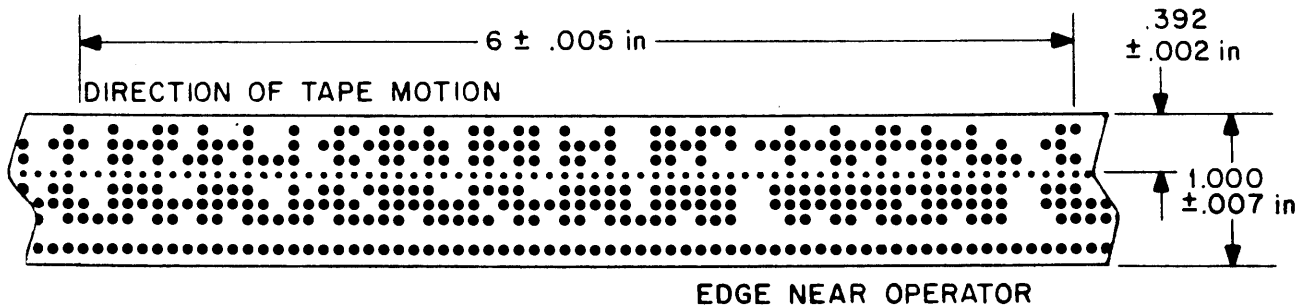 6 ± .005 in
.392
±.002 in
DIRECTION OF TAPE MOTION
1.000
±.007 in
EDGE NEAR OPERATOR